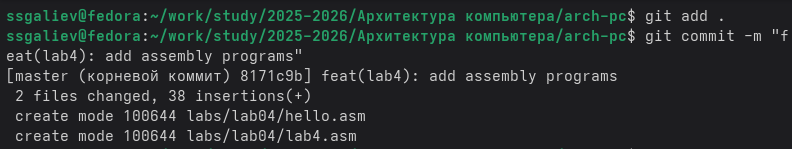 ssgaliev@fedora:~/work/study/2025-2026/Архитектура компьютера/arch-pc$ git add .
ssgaliev@fedora:~/work/study/2025-2026/Архитектура компьютера/arch-pc$ git commit -m "f
eat(lab4): add assembly programs"
[master (корневой коммит) 8171c9b] feat(lab4): add assembly programs
 2 files changed, 38 insertions(+)
 create mode 100644 labs/lab04/hello.asm
 create mode 100644 labs/lab04/lab4.asm